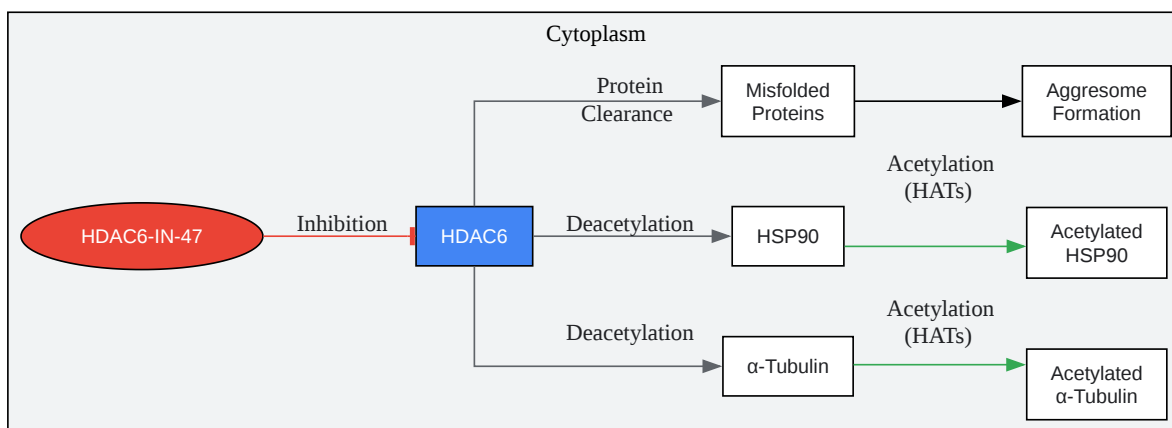 Cytoplasm
Protein
Clearance
Misfolded
Proteins
Aggresome
Formation
Acetylation
(HATs)
HDAC6-IN-47
Inhibition
HDAC6
Deacetylation
HSP90
Acetylated
HSP90
Acetylation
(HATs)
Deacetylation
α-Tubulin
Acetylated
α-Tubulin